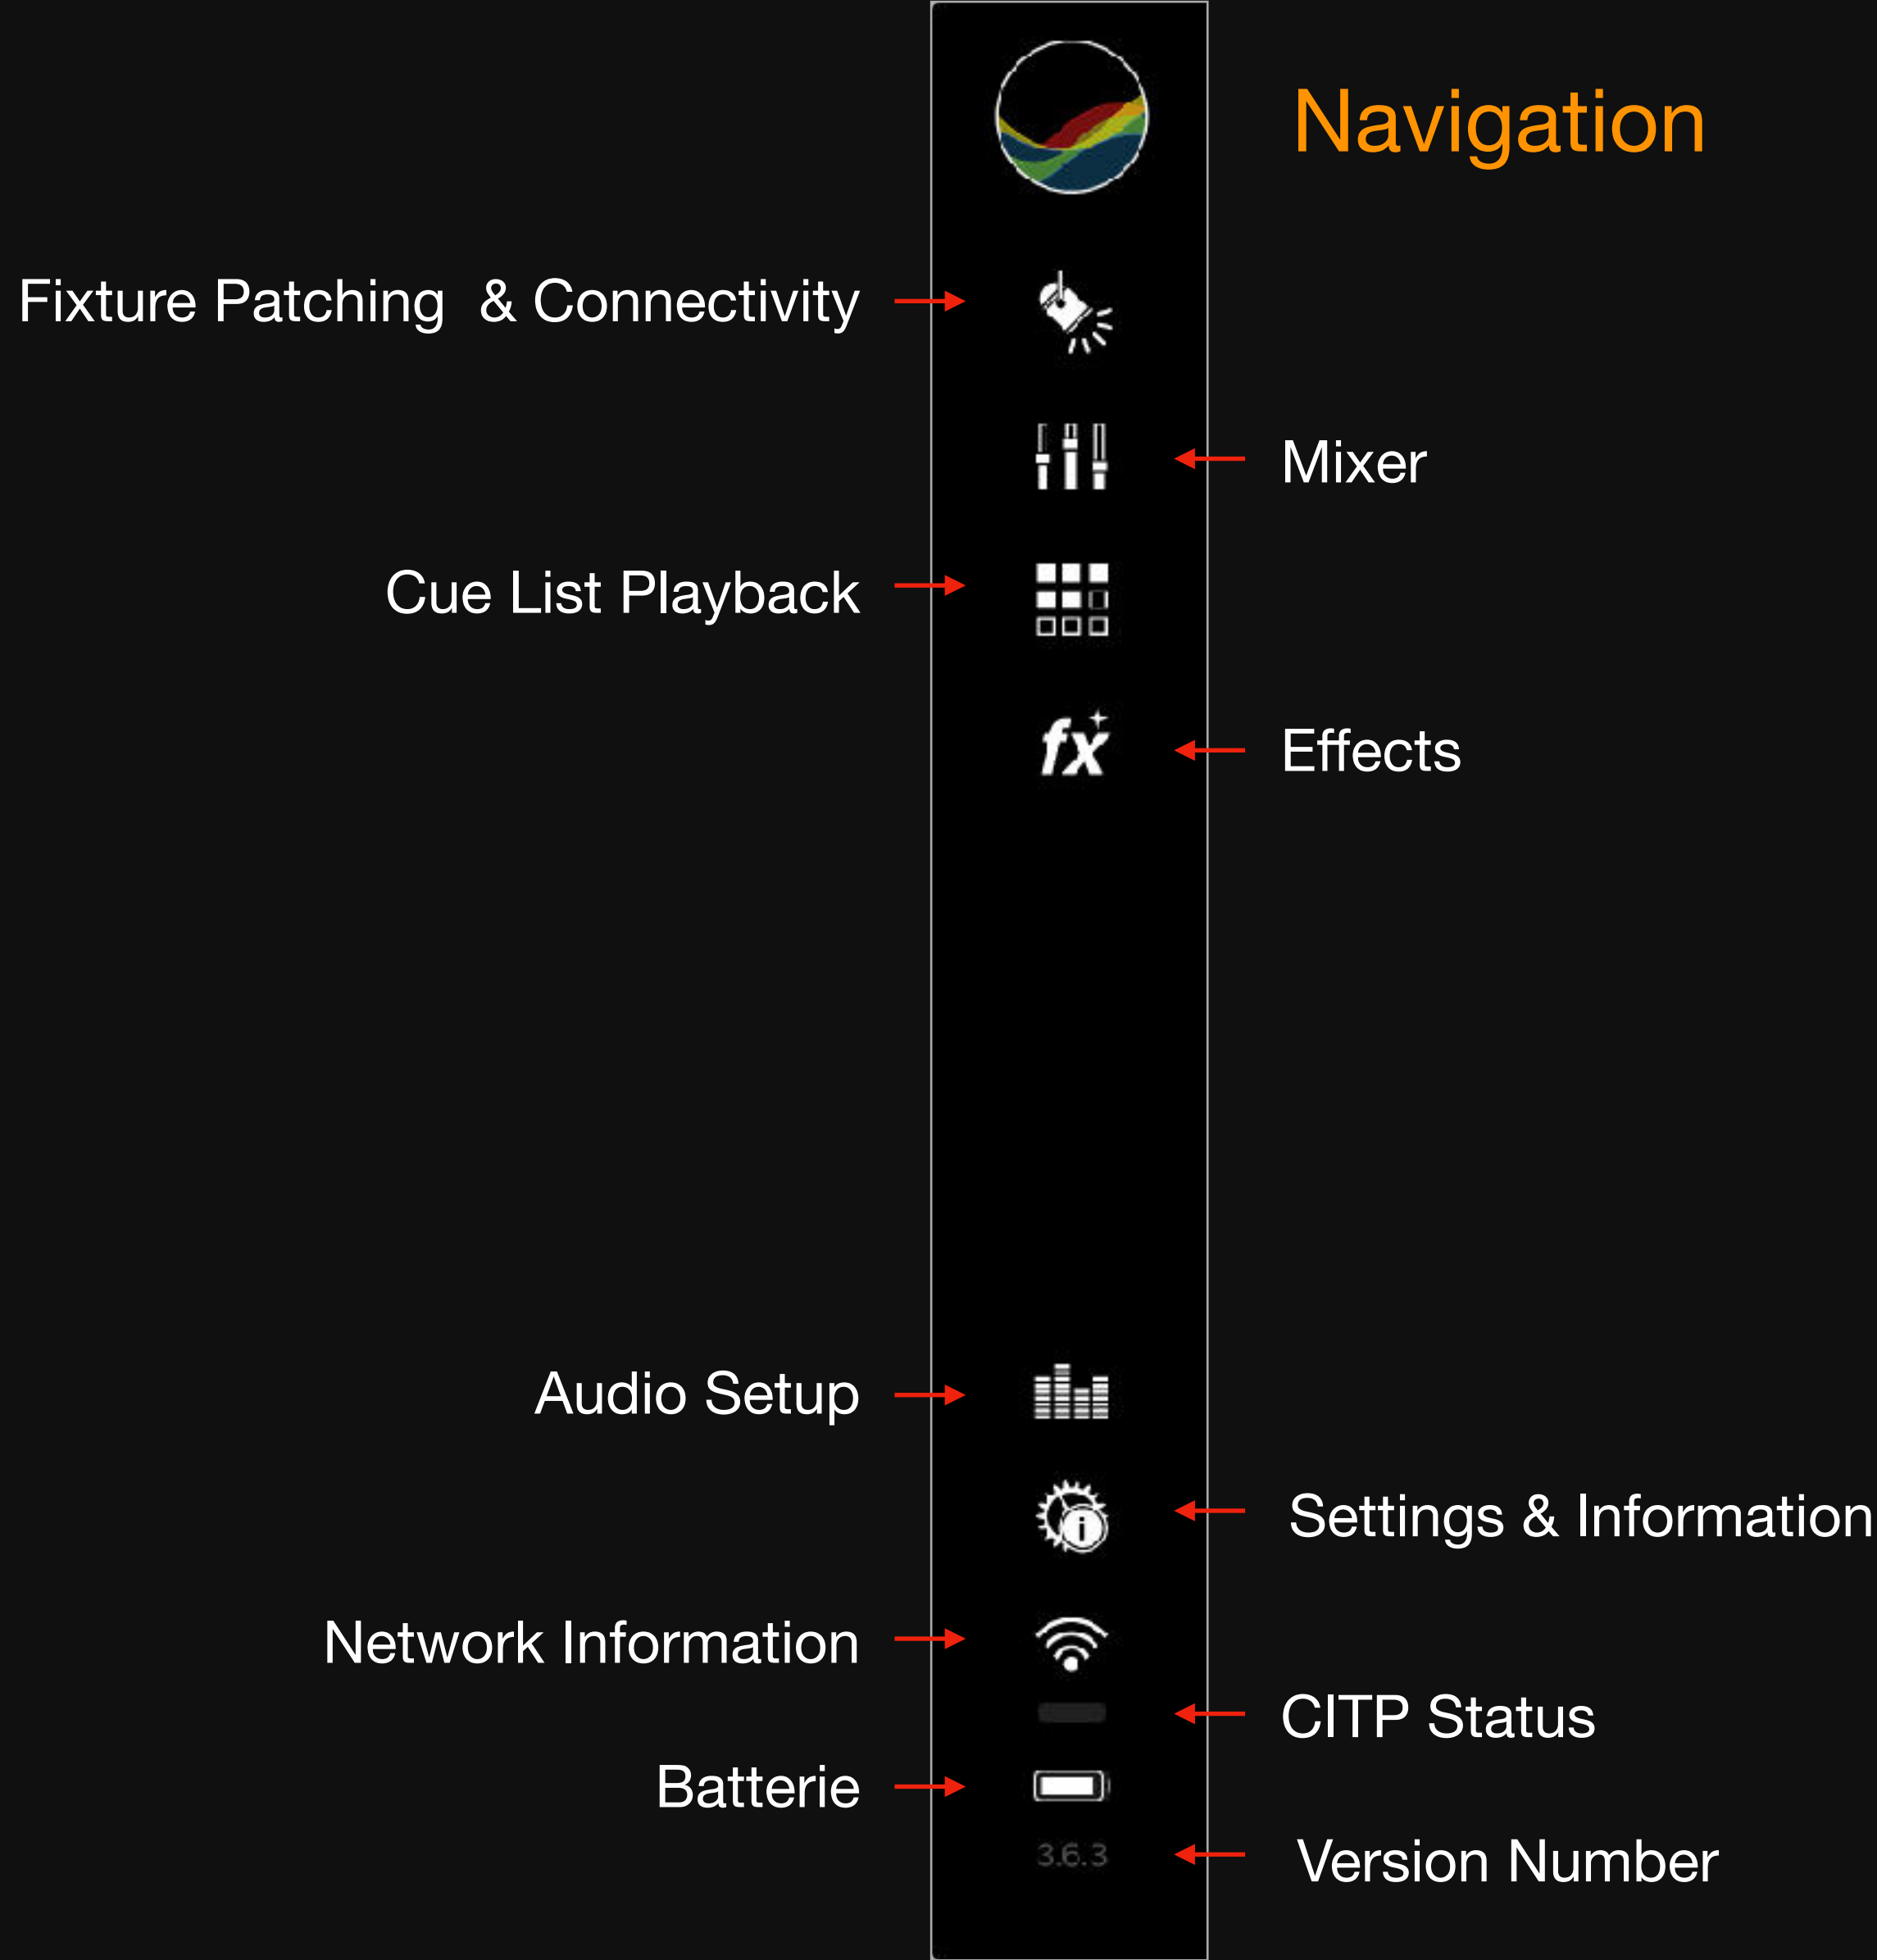 Navigation
Fixture Patching & Connectivity
Mixer
Cue List Playback
fx
Effects
Audio Setup
i
Settings & Information
Network Information
CITP Status
Batterie
3.6.3
Version Number